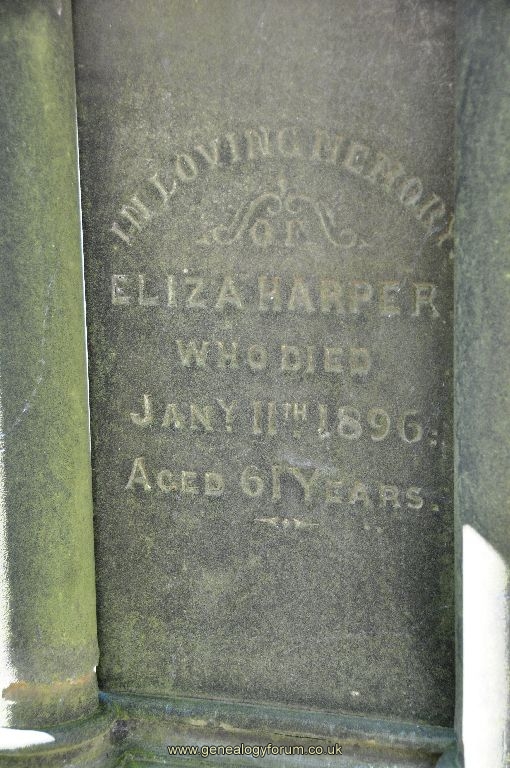 IN LOVING MEMORY
OF
ELIZA HARPER
WHO DIED
JANY 11TH 1896.
AGED 61 YEARS.
www.genealogyforum.co.uk